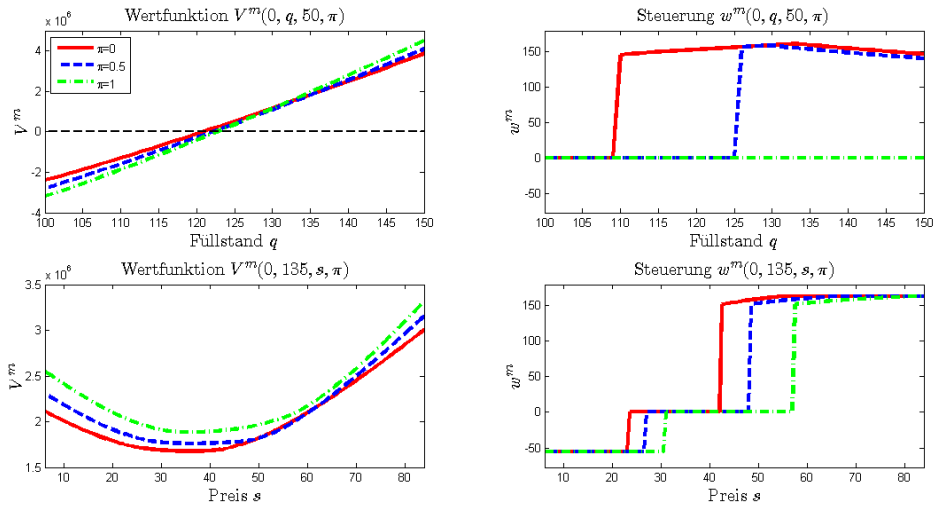 Wertfunktion V^m(0, q, 50, π)
x 10^6
4
2
0
-2
-4
V^m
π=0
π=0.5
π=1
100 105 110 115 120 125 130 135 140 145 150
Füllstand q
Steuerung w^m(0, q, 50, π)
150
100
50
0
-50
w^m
100 105 110 115 120 125 130 135 140 145 150
Füllstand q
Wertfunktion V^m(0, 135, s, π)
x 10^6
3.5
3
2.5
2
1.5
V^m
10 20 30 40 50 60 70 80
Preis s
Steuerung w^m(0, 135, s, π)
150
100
50
0
-50
w^m
10 20 30 40 50 60 70 80
Preis s